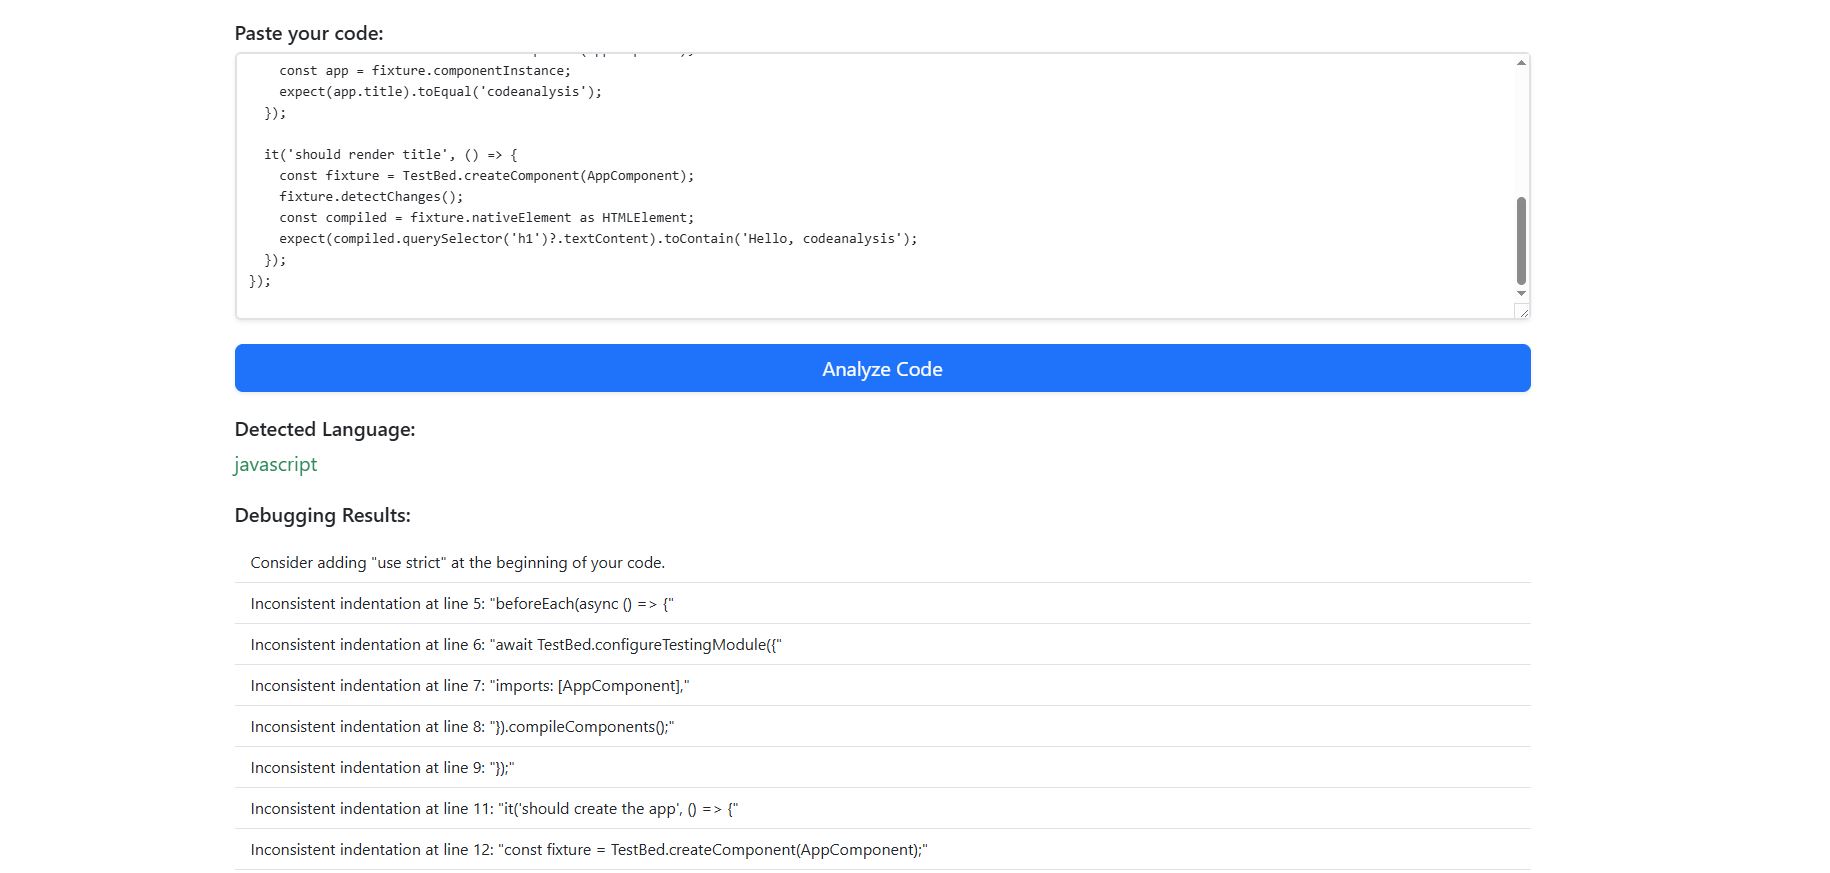 Paste your code:
const app = fixture.componentInstance;
expect(app.title).toEqual('codeanalysis');
});
it('should render title', () => {
const fixture = TestBed.createComponent(AppComponent);
fixture.detectChanges();
const compiled = fixture.nativeElement as HTMLElement;
expect(compiled.querySelector('h1')?.textContent).toContain('Hello, codeanalysis');
});
});
Analyze Code
Detected Language:
javascript
Debugging Results:
Consider adding "use strict" at the beginning of your code.
Inconsistent indentation at line 5: "beforeEach(async () => {"
Inconsistent indentation at line 6: "await TestBed.configureTestingModule({"
Inconsistent indentation at line 7: "imports: [AppComponent],"
Inconsistent indentation at line 8: "}).compileComponents();"
Inconsistent indentation at line 9: "});"
Inconsistent indentation at line 11: "it('should create the app', () => {"
Inconsistent indentation at line 12: "const fixture = TestBed.createComponent(AppComponent);"